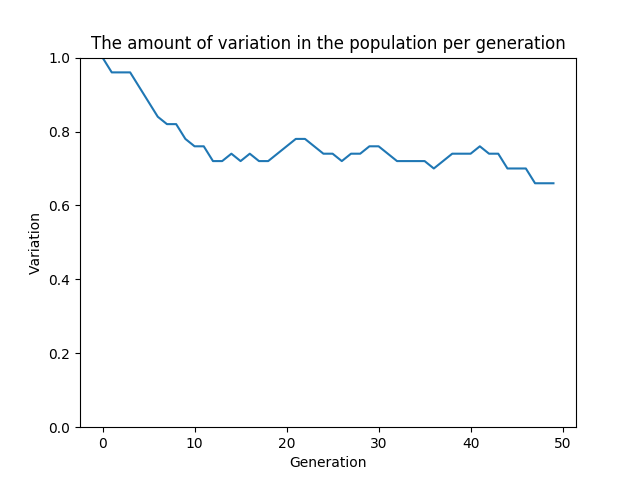 The amount of variation in the population per generation
1.0
0.8
0.6
0.4
0.2
0.0
Variation
0 10 20 30 40 50
Generation